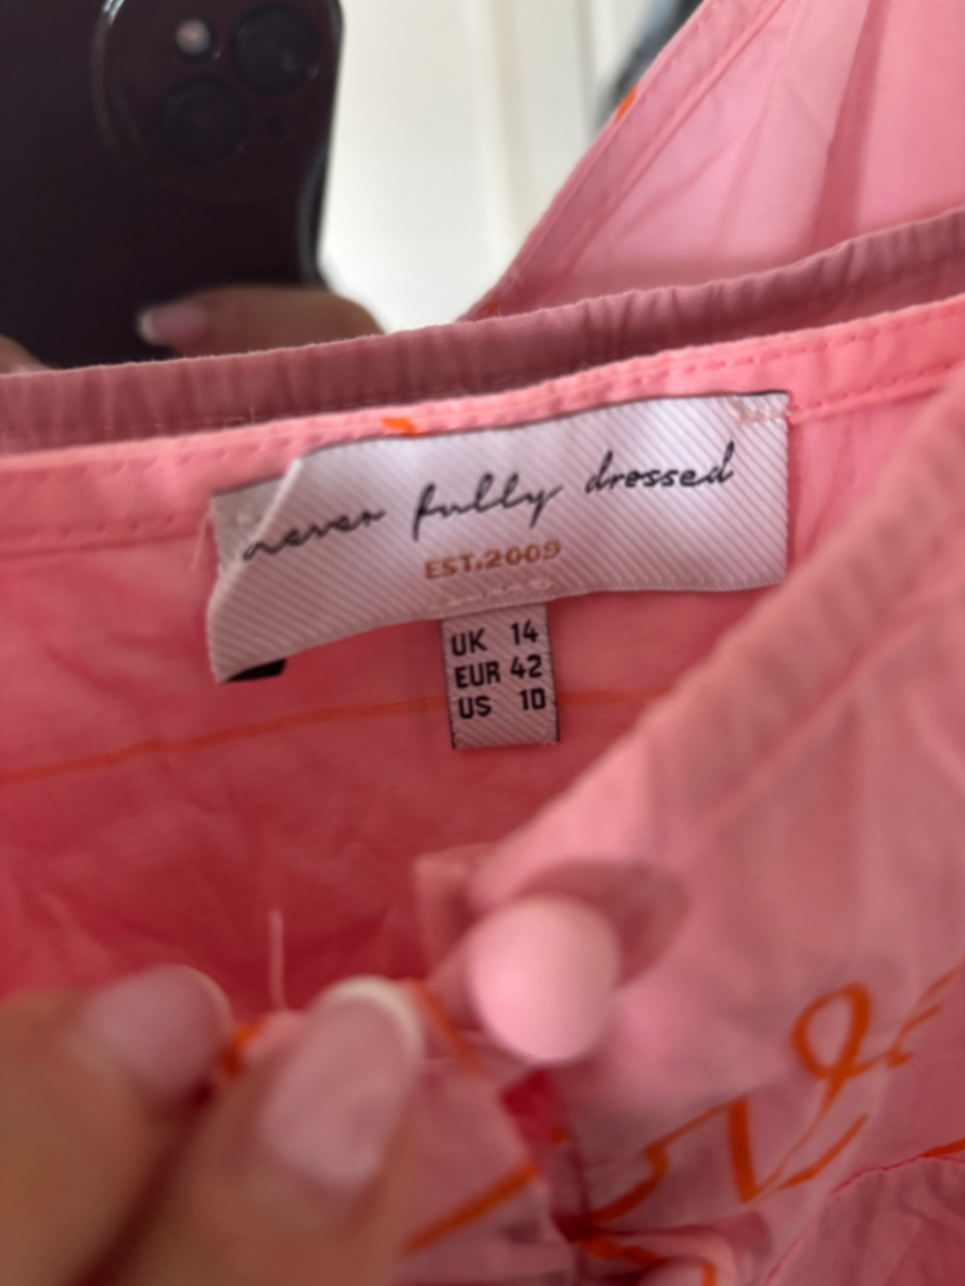 never fully dressed
EST.2009
UK 14
EUR 42
US 10